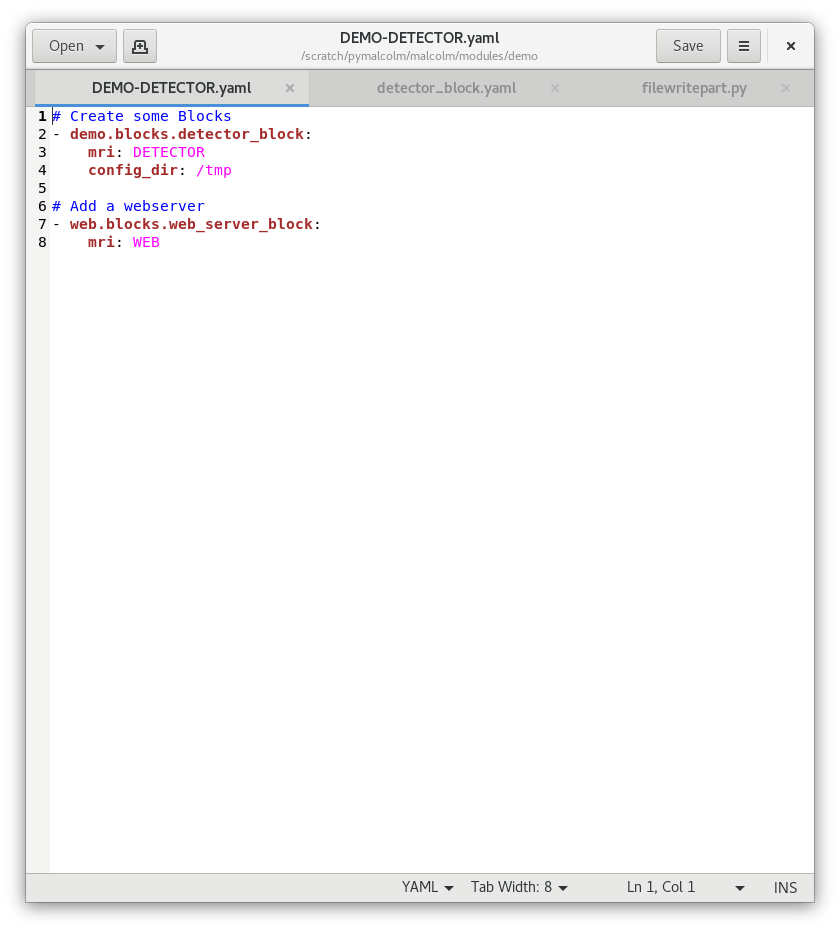 Open
DEMO-DETECTOR.yaml
/scratch/pymalcolm/malcolm/modules/demo
Save
DEMO-DETECTOR.yaml
detector_block.yaml
filewritepart.py
1 # Create some Blocks
2 - demo.blocks.detector_block:
3     mri: DETECTOR
4     config_dir: /tmp
5
6 # Add a webserver
7 - web.blocks.web_server_block:
8     mri: WEB
YAML Tab Width: 8 Ln 1, Col 1 INS